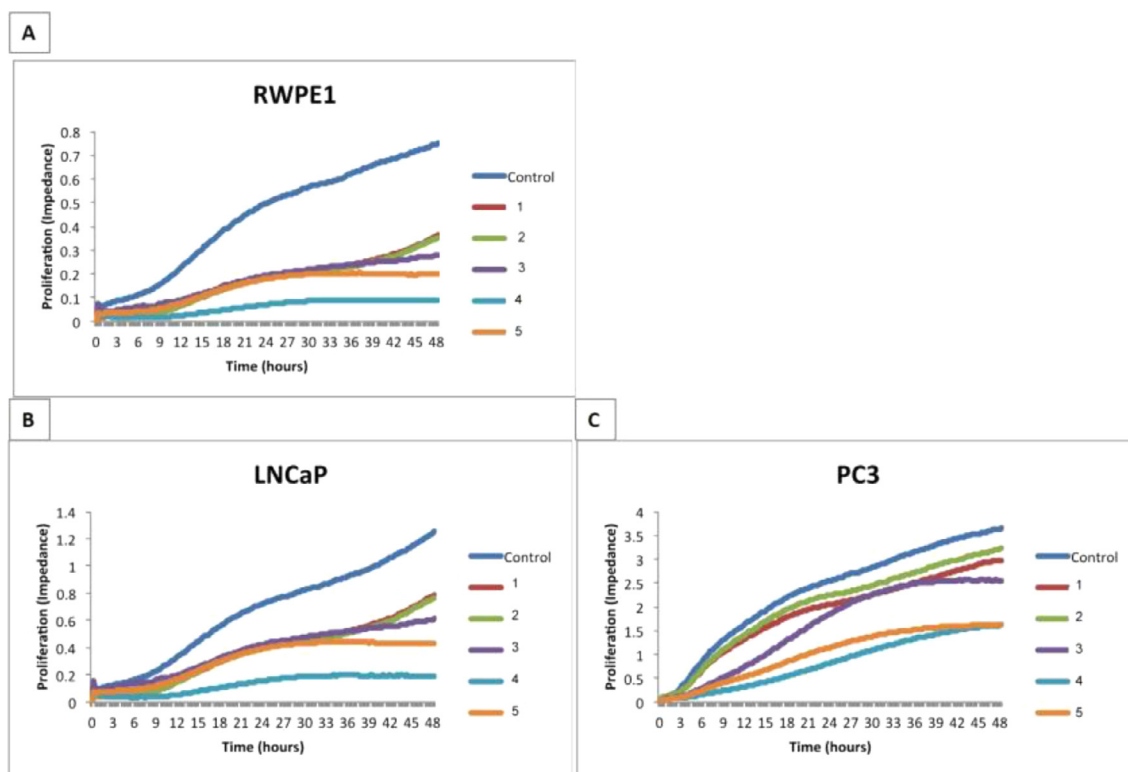 A
RWPE1
Proliferation (Impedance)
0.8
0.7
0.6
0.5
0.4
0.3
0.2
0.1
0
0 3 6 9 12 15 18 21 24 27 30 33 36 39 42 45 48
Time (hours)
Control
1
2
3
4
5
B
LNCaP
Proliferation (Impedance)
1.4
1.2
1
0.8
0.6
0.4
0.2
0
0 3 6 9 12 15 18 21 24 27 30 33 36 39 42 45 48
Time (hours)
Control
1
2
3
4
5
C
PC3
Proliferation (Impedance)
4
3.5
3
2.5
2
1.5
1
0.5
0
0 3 6 9 12 15 18 21 24 27 30 33 36 39 42 45 48
Time (hours)
Control
1
2
3
4
5